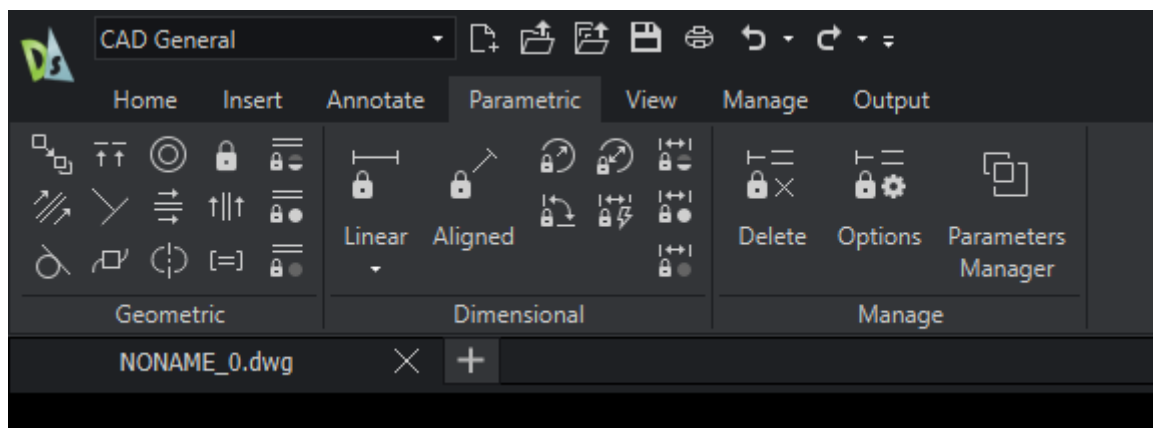 DS
CAD General
Home Insert Annotate Parametric View Manage Output
Linear Aligned Delete Options Parameters
Manager
Geometric Dimensional Manage
NONAME_0.dwg